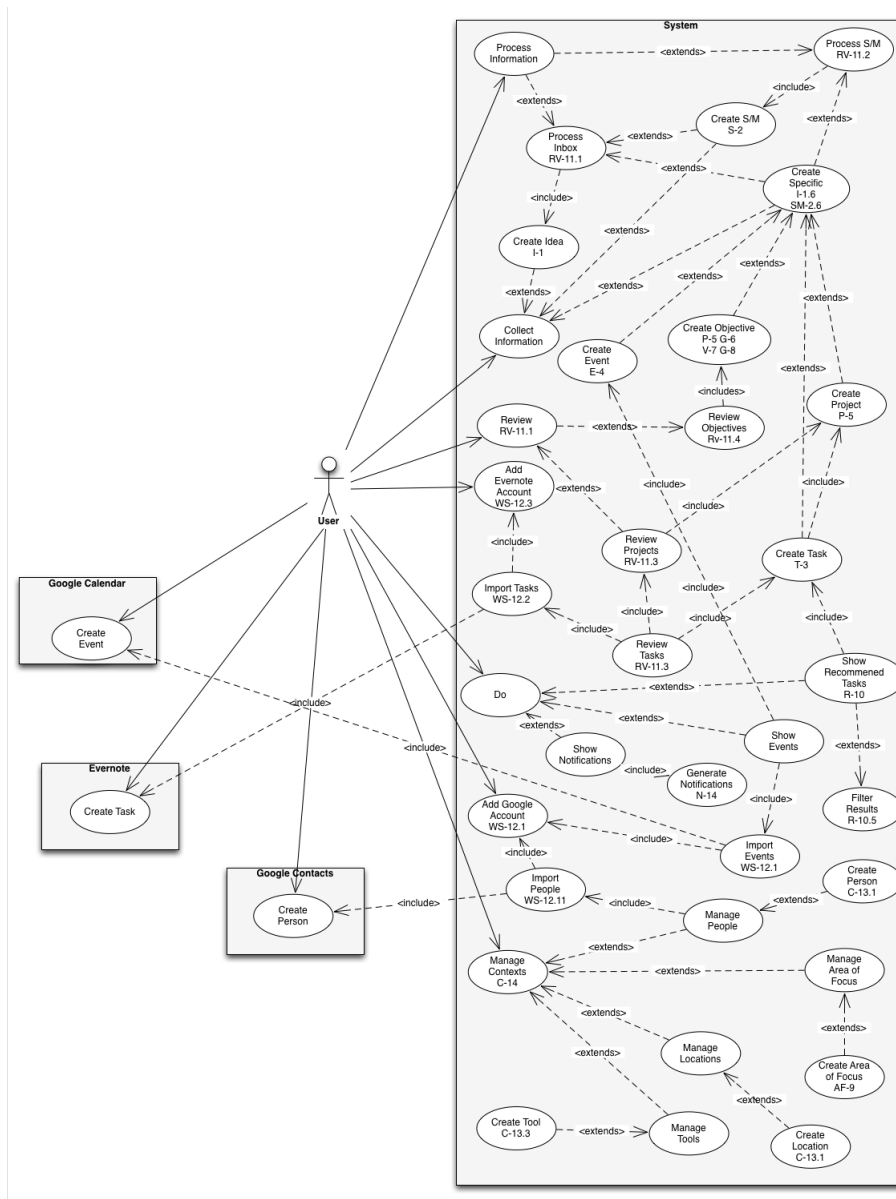 System
Process
Information
<extends>
Process S/M
RV-11.2
<extends>
<include>
Create S/M
S-2
<extends>
<extends>
Process
Inbox
RV-11.1
<extends>
Create
Specific
I-1.6
SM-2.6
<include>
<extends>
Create Idea
I-1
<extends>
<extends>
<extends>
<extends>
<extends>
<extends>
Collect
Information
Create
Event
E-4
Create Objective
P-5 G-6
V-7 G-8
<extends>
<includes>
Create
Project
P-5
Review
RV-11.1
<extends>
Review
Objectives
Rv-11.4
Add
Evernote
Account
WS-12.3
<extends>
<include>
<include>
<include>
User
<include>
Review
Projects
RV-11.3
Create Task
T-3
Google Calendar
Create
Event
Import Tasks
WS-12.2
<include>
<include>
<include>
<include>
<include>
Review
Tasks
RV-11.3
Show
Recommened
Tasks
R-10
Do
<extends>
<include>
<extends>
<extends>
Show
Events
<include>
Show
Notifications
<extends>
<include>
Generate
Notifications
N-14
<include>
Filter
Results
R-10.5
Evernote
Create Task
Add Google
Account
WS-12.1
<include>
<include>
Import
Events
WS-12.1
Google Contacts
Create
Person
<include>
Import
People
WS-12.11
<include>
Manage
People
<extends>
Create
Person
C-13.1
<extends>
Manage
Contexts
C-14
<extends>
Manage
Area of
Focus
<extends>
<extends>
<extends>
Manage
Locations
Create Area
of Focus
AF-9
<extends>
Create Tool
C-13.3
<extends>
Manage
Tools
Create
Location
C-13.1